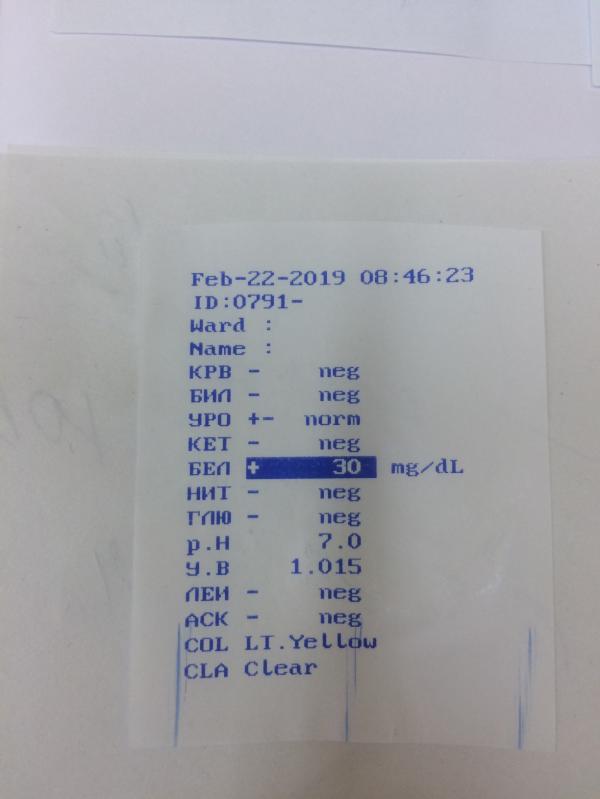 Feb-22-2019 08:46:23
ID:0791-
Ward :
Name :
КРВ - neg
БИЛ - neg
УРО +- norm
КЕТ - neg
БЕЛ + 30 mg/dL
НИТ - neg
ГЛЮ - neg
р.Н 7.0
У.В 1.015
ЛЕИ - neg
АСК - neg
COL LT.Yellow
CLA Clear